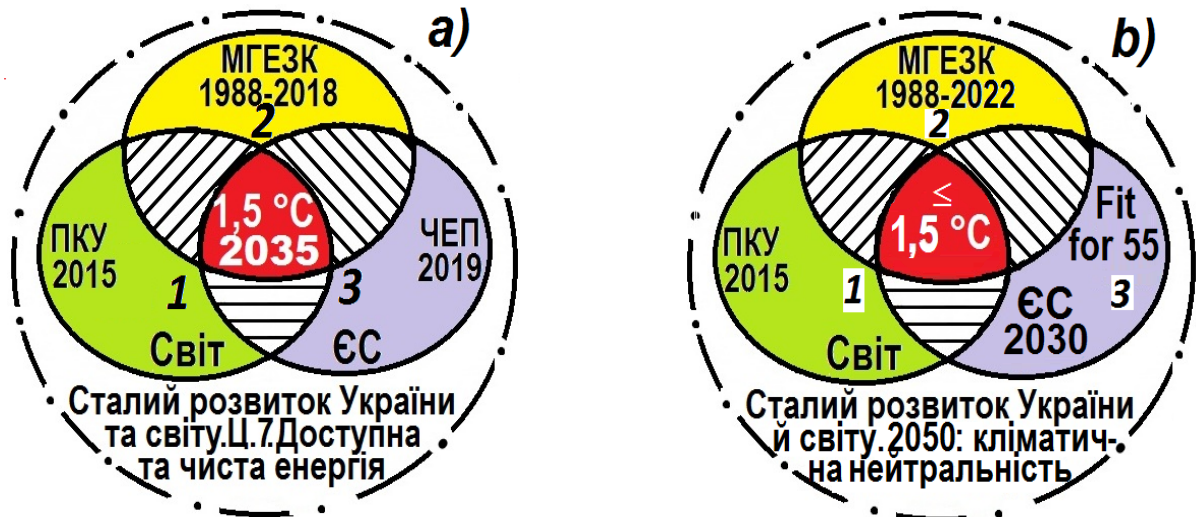 a)
МГЕЗК
1988-2018
2
1,5 °C
2035
ПКУ
2015
ЧЕП
2019
1
3
Світ
ЄС
Сталий розвиток України
та світу.Ц.7.Доступна
та чиста енергія
b)
МГЕЗК
1988-2022
2
≤
1,5 °C
ПКУ
2015
Fit
for 55
1
3
ЄС
2030
Світ
Сталий розвиток України
й світу.2050: кліматич-
на нейтральність